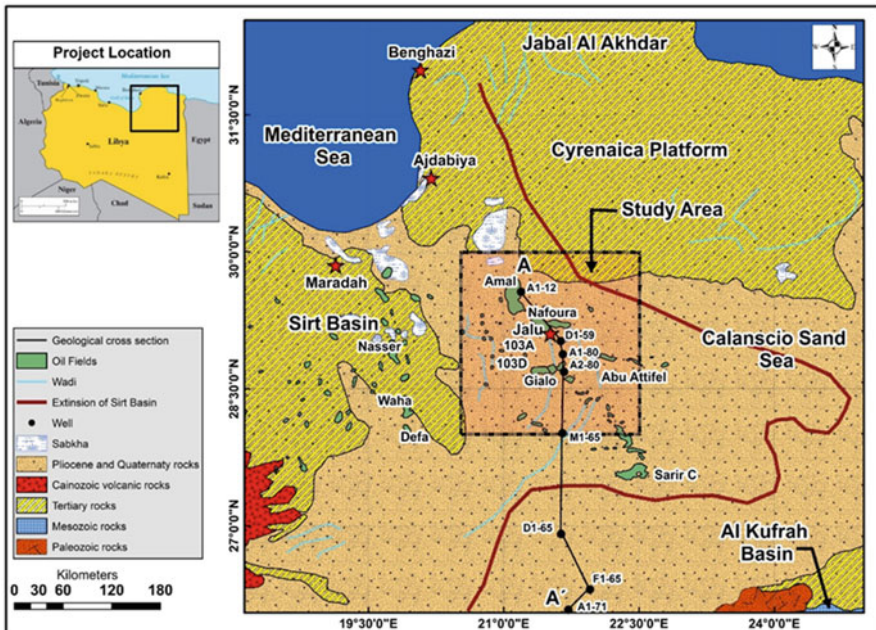 Project Location
Mediterranean Sea
Tunisia
Algeria
Libya
Egypt
Niger
Chad
Sudan
Geological cross section
Oil Fields
Wadi
Extinsion of Sirt Basin
Well
Sabkha
Pliocene and Quaternaty rocks
Cainozoic volcanic rocks
Tertiary rocks
Mesozoic rocks
Paleozoic rocks
Kilometers
0 30 60 120 180
Benghazi
Jabal Al Akhdar
N
31°30'0"N
Mediterranean
Sea
Cyrenaica Platform
Ajdabiya
Study Area
30°0'0"N
Maradah
A
Amal
A1-12
Nafoura
Sirt Basin
Jalu
D1-59
Calanscio Sand
Sea
Nasser
103A
A1-80
103D
A2-80
Gialo
Abu Attifel
28°30'0"N
Waha
Defa
M1-65
Sarir C
27°0'0"N
D1-65
Al Kufrah
Basin
F1-65
A´
A1-71
19°30'0"E
21°0'0"E
22°30'0"E
24°0'0"E